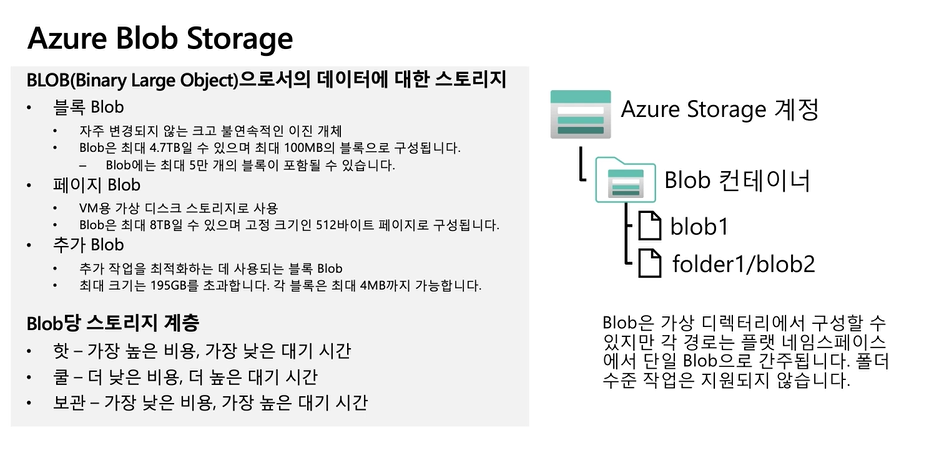 Azure Blob Storage
BLOB(Binary Large Object)으로서의 데이터에 대한 스토리지
• 블록 Blob
• 자주 변경되지 않는 크고 불연속적인 이진 개체
• Blob은 최대 4.7TB일 수 있으며 최대 100MB의 블록으로 구성됩니다.
– Blob에는 최대 5만 개의 블록이 포함될 수 있습니다.
• 페이지 Blob
• VM용 가상 디스크 스토리지로 사용
• Blob은 최대 8TB일 수 있으며 고정 크기인 512바이트 페이지로 구성됩니다.
• 추가 Blob
• 추가 작업을 최적화하는 데 사용되는 블록 Blob
• 최대 크기는 195GB를 초과합니다. 각 블록은 최대 4MB까지 가능합니다.
Blob당 스토리지 계층
• 핫 – 가장 높은 비용, 가장 낮은 대기 시간
• 쿨 – 더 낮은 비용, 더 높은 대기 시간
• 보관 – 가장 낮은 비용, 가장 높은 대기 시간
Azure Storage 계정
Blob 컨테이너
blob1
folder1/blob2
Blob은 가상 디렉터리에서 구성할 수
있지만 각 경로는 플랫 네임스페이스
에서 단일 Blob으로 간주됩니다. 폴더
수준 작업은 지원되지 않습니다.